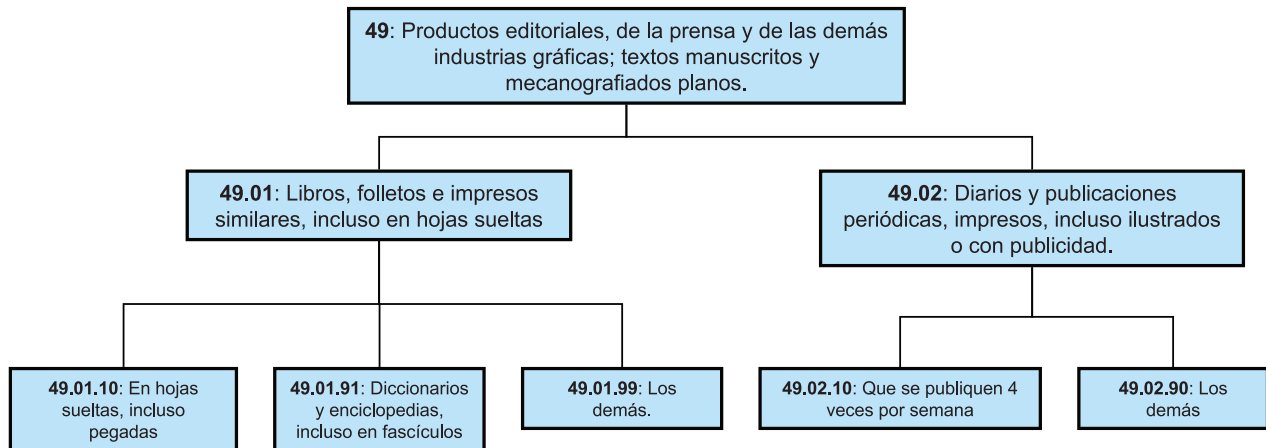 49: Productos editoriales, de la prensa y de las demás
industrias gráficas; textos manuscritos y
mecanografiados planos.
49.01: Libros, folletos e impresos
similares, incluso en hojas sueltas
49.02: Diarios y publicaciones
periódicas, impresos, incluso ilustrados
o con publicidad.
49.01.10: En hojas
sueltas, incluso
pegadas
49.01.91: Diccionarios
y enciclopedias,
incluso en fascículos
49.01.99: Los
demás.
49.02.10: Que se publiquen 4
veces por semana
49.02.90: Los
demás